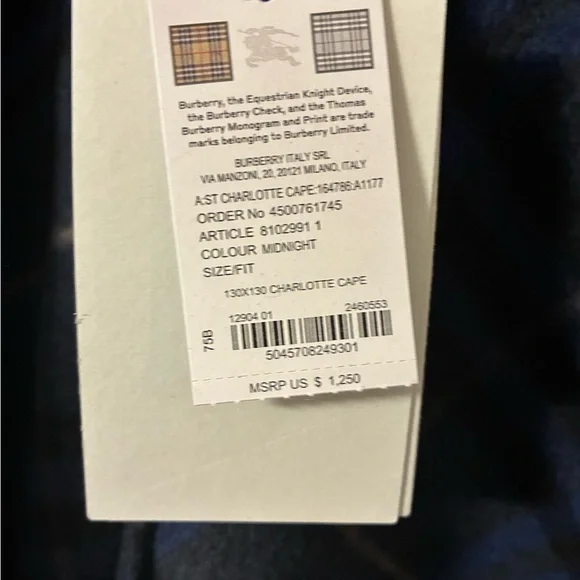 Burberry, the Equestrian Knight Device,
the Burberry Check, and the Thomas
Burberry Monogram and Print are trade
marks belonging to Burberry Limited.
BURBERRY ITALY SRL
VIA MANZONI, 20, 20121 MILANO, ITALY
A:ST CHARLOTTE CAPE:164786:A1177
ORDER No 4500761745
ARTICLE 8102991 1
COLOUR MIDNIGHT
SIZE/FIT
130X130 CHARLOTTE CAPE
12904 01 2460553
75B
5045708249301
MSRP US $ 1,250